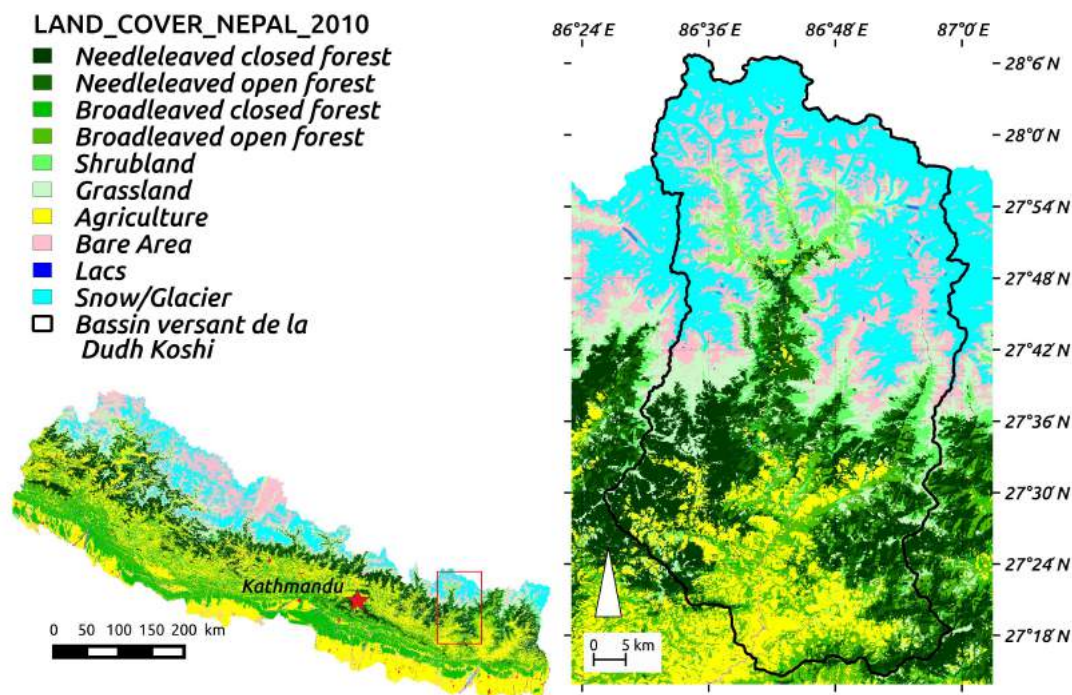 LAND_COVER_NEPAL_2010
Needleleaved closed forest
Needleleaved open forest
Broadleaved closed forest
Broadleaved open forest
Shrubland
Grassland
Agriculture
Bare Area
Lacs
Snow/Glacier
Bassin versant de la
Dudh Koshi
Kathmandu
0 50 100 150 200 km
86°24′E 86°36′E 86°48′E 87°0′E
28°6′N
28°0′N
27°54′N
27°48′N
27°42′N
27°36′N
27°30′N
27°24′N
27°18′N
0 5 km